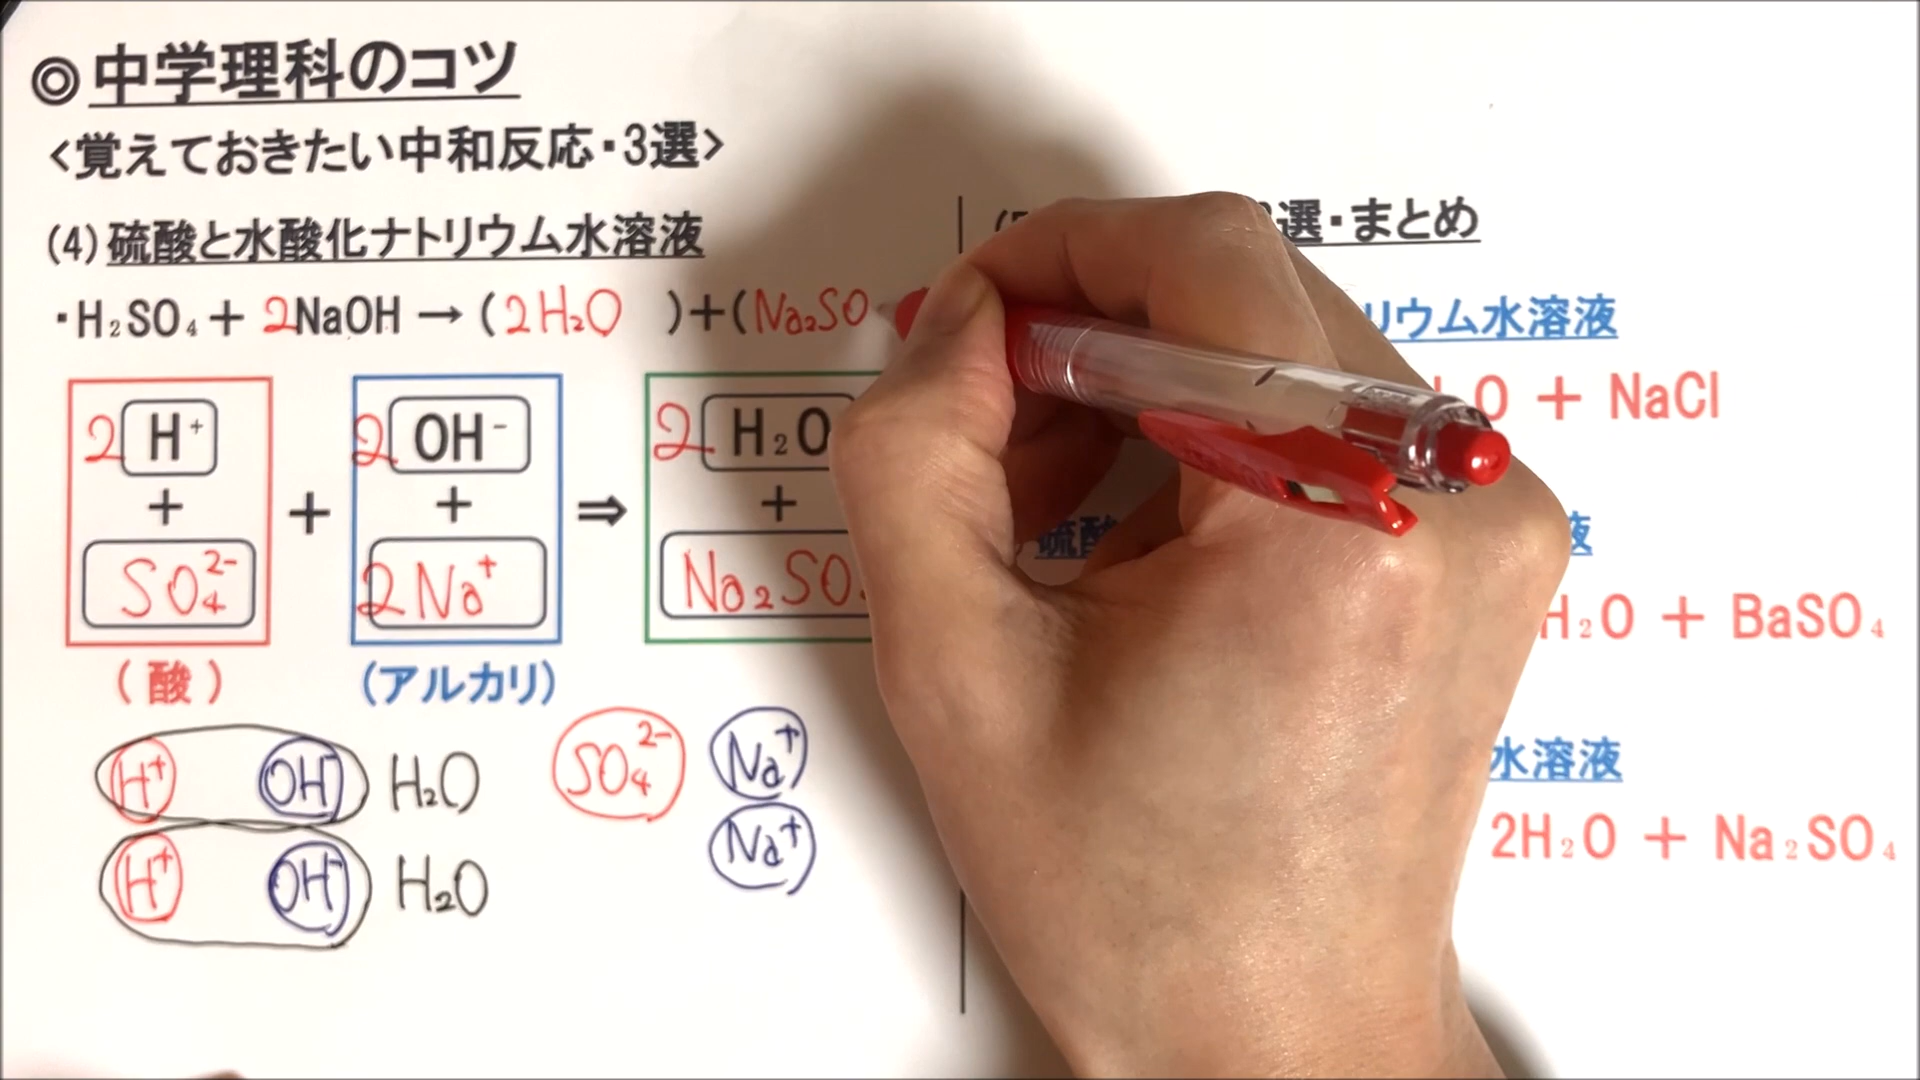 ◎中学理科のコツ
<覚えておきたい中和反応・3選>
(4)硫酸と水酸化ナトリウム水溶液
・H₂SO₄ + 2NaOH → (2H₂O )+(Na₂SO
2 H⁺ 2 OH⁻ 2 H₂O
+ + + ⇒ +
SO₄²⁻ 2Na⁺ Na₂SO
(酸) (アルカリ)
H⁺ OH⁻ H₂O SO₄²⁻ Na⁺
Na⁺
H⁺ OH⁻ H₂O
選・まとめ
リウム水溶液
O + NaCl
硫酸 液
H₂O + BaSO₄
水溶液
2H₂O + Na₂SO₄